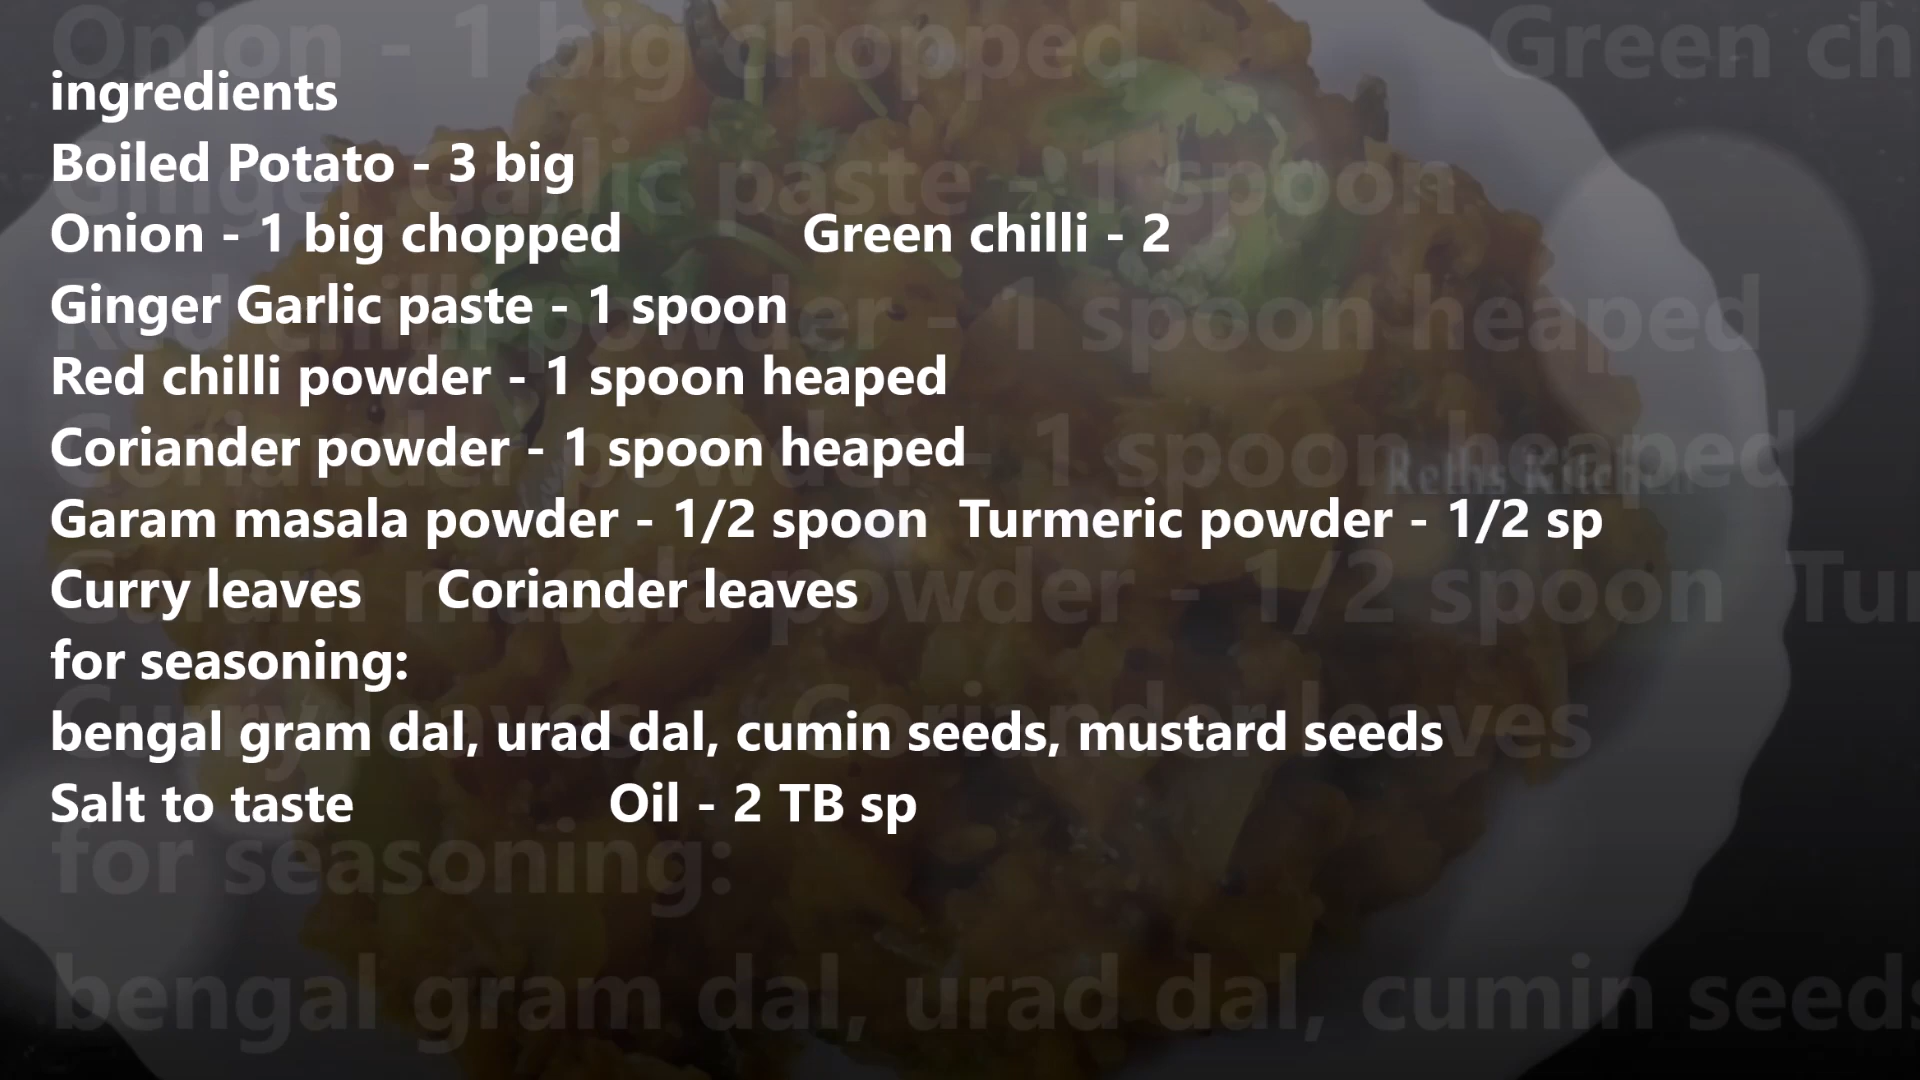 ingredients
Boiled Potato - 3 big
Onion - 1 big chopped Green chilli - 2
Ginger Garlic paste - 1 spoon
Red chilli powder - 1 spoon heaped
Coriander powder - 1 spoon heaped
Garam masala powder - 1/2 spoon Turmeric powder - 1/2 sp
Curry leaves Coriander leaves
for seasoning:
bengal gram dal, urad dal, cumin seeds, mustard seeds
Salt to taste Oil - 2 TB sp